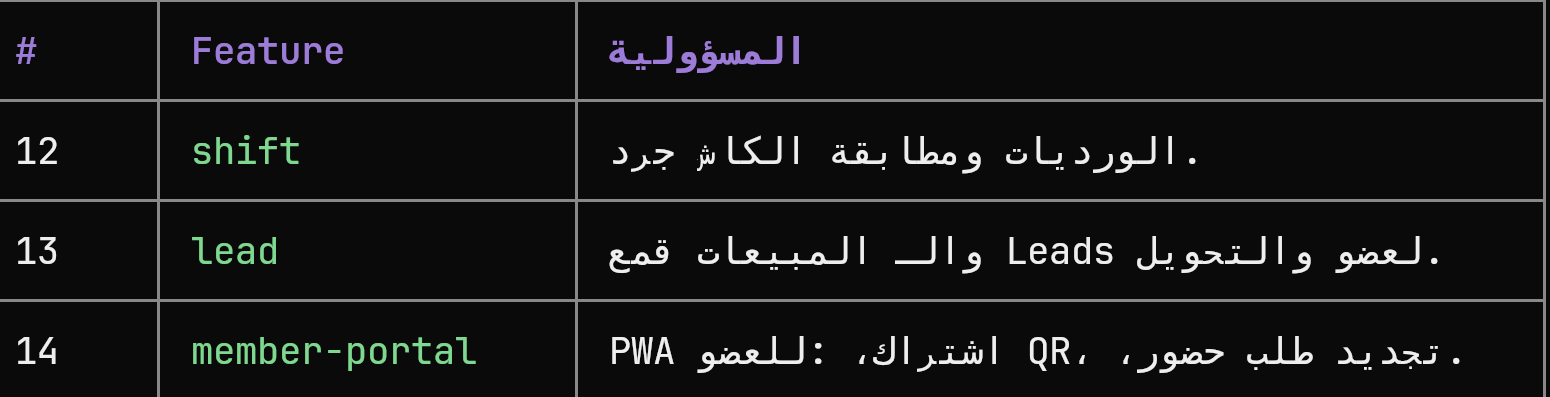 # Feature المسؤولية
12 shift جرد الكاش ومطابقة الورديات.
13 lead قمع المبيعات والـ Leads والتحويل لعضو.
14 member-portal PWA للعضو: اشتراك، QR، حضور، طلب تجديد.